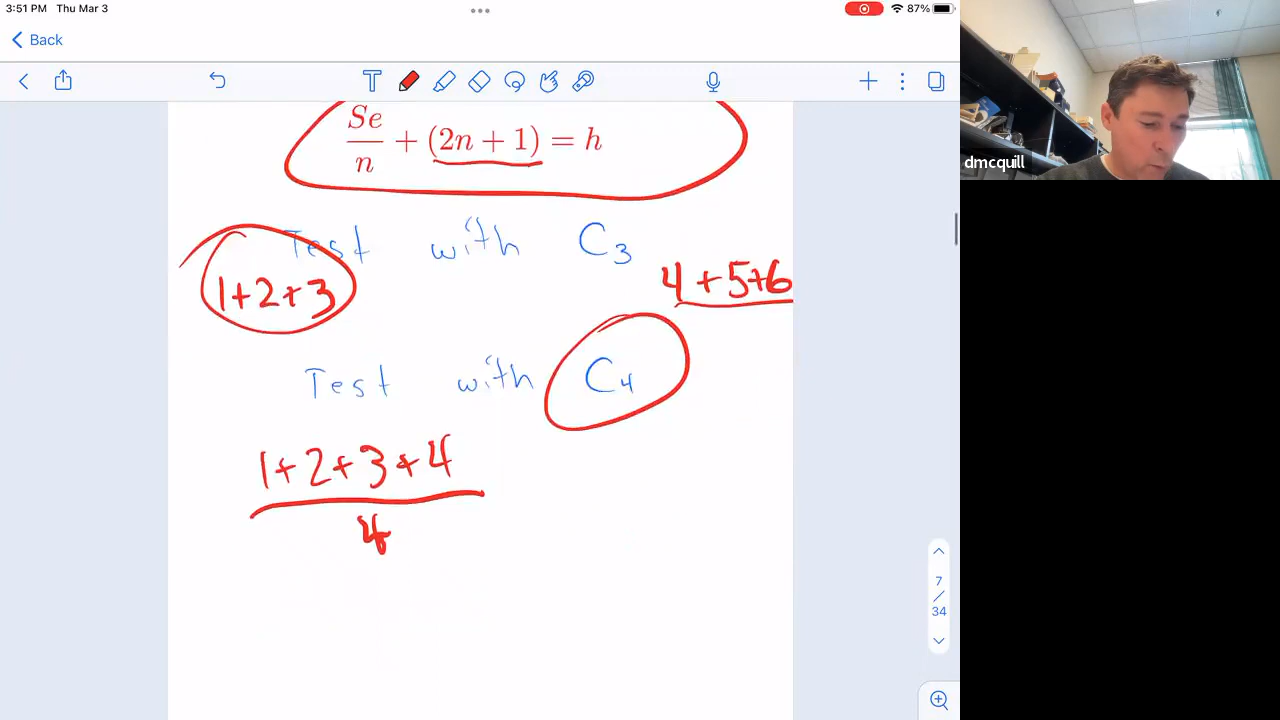 3:51 PM Thu Mar 3
87%
Back
T
Se/n + (2n + 1) = h
Test with C₃
1+2+3
4+5+6
Test with C₄
1+2+3+4
4
7
/
34
dmcquill